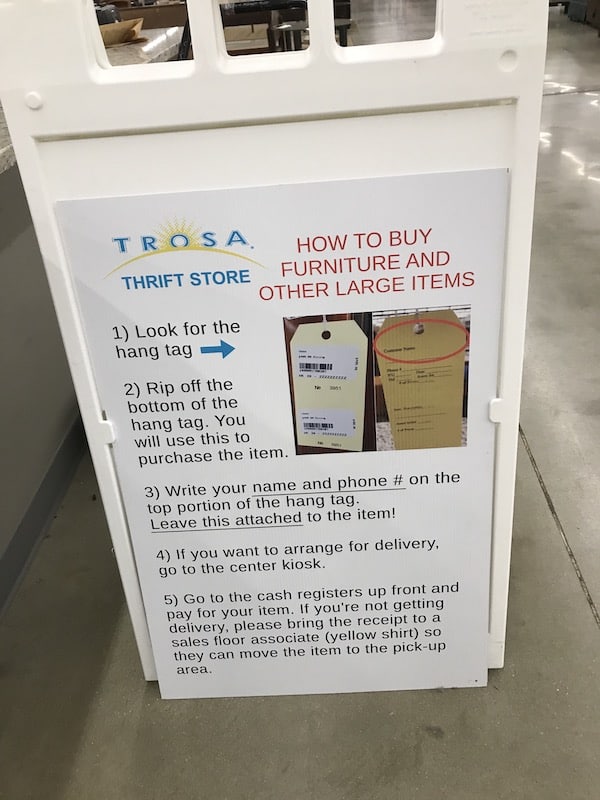 TROSA.
THRIFT STORE
HOW TO BUY
FURNITURE AND
OTHER LARGE ITEMS
1) Look for the
hang tag
2) Rip off the
bottom of the
hang tag. You
will use this to
purchase the item.
Customer Name
3) Write your name and phone # on the
top portion of the hang tag.
Leave this attached to the item!
4) If you want to arrange for delivery,
go to the center kiosk.
5) Go to the cash registers up front and
pay for your item. If you're not getting
delivery, please bring the receipt to a
sales floor associate (yellow shirt) so
they can move the item to the pick-up
area.